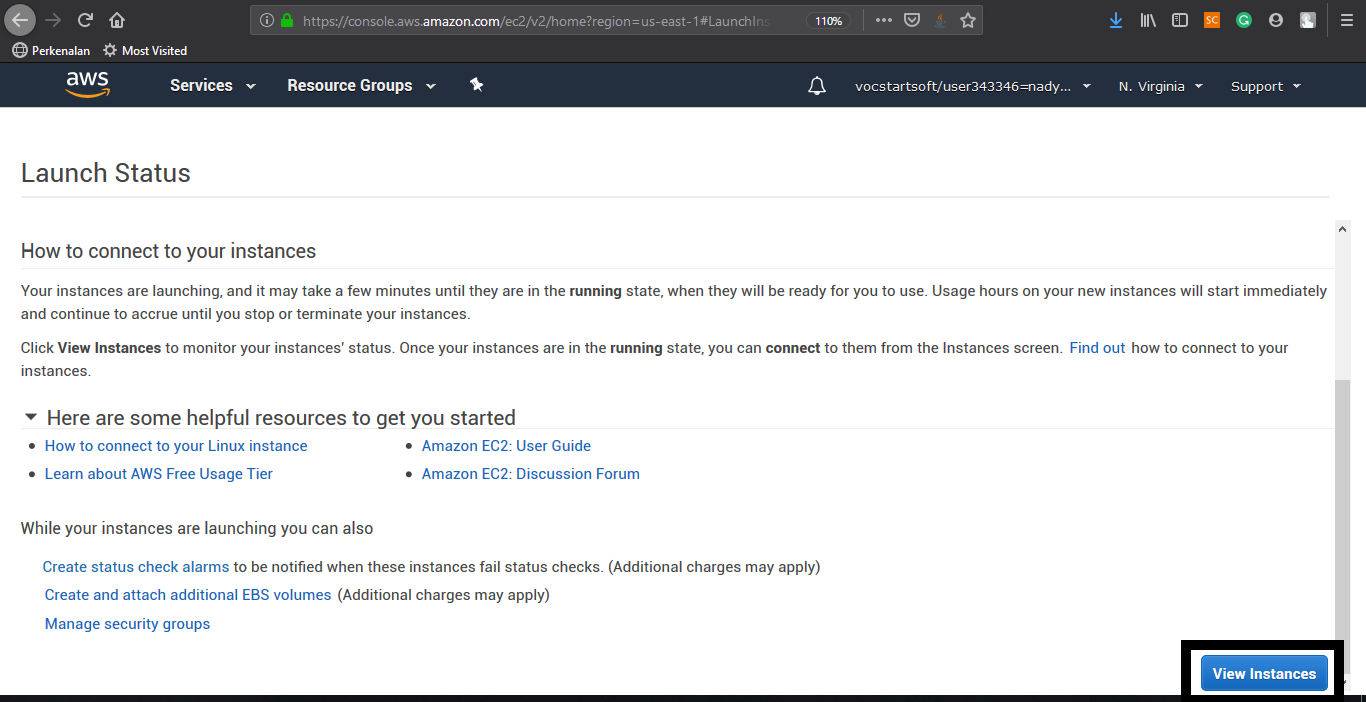 https://console.aws.amazon.com/ec2/v2/home?region=us-east-1#LaunchIns
110%
SC
Perkenalan
Most Visited
aws
Services
Resource Groups
vocstartsoft/user343346=nady...
N. Virginia
Support
Launch Status
How to connect to your instances
Your instances are launching, and it may take a few minutes until they are in the running state, when they will be ready for you to use. Usage hours on your new instances will start immediately
and continue to accrue until you stop or terminate your instances.
Click View Instances to monitor your instances' status. Once your instances are in the running state, you can connect to them from the Instances screen. Find out how to connect to your
instances.
Here are some helpful resources to get you started
• How to connect to your Linux instance
• Amazon EC2: User Guide
• Learn about AWS Free Usage Tier
• Amazon EC2: Discussion Forum
While your instances are launching you can also
Create status check alarms to be notified when these instances fail status checks. (Additional charges may apply)
Create and attach additional EBS volumes (Additional charges may apply)
Manage security groups
View Instances